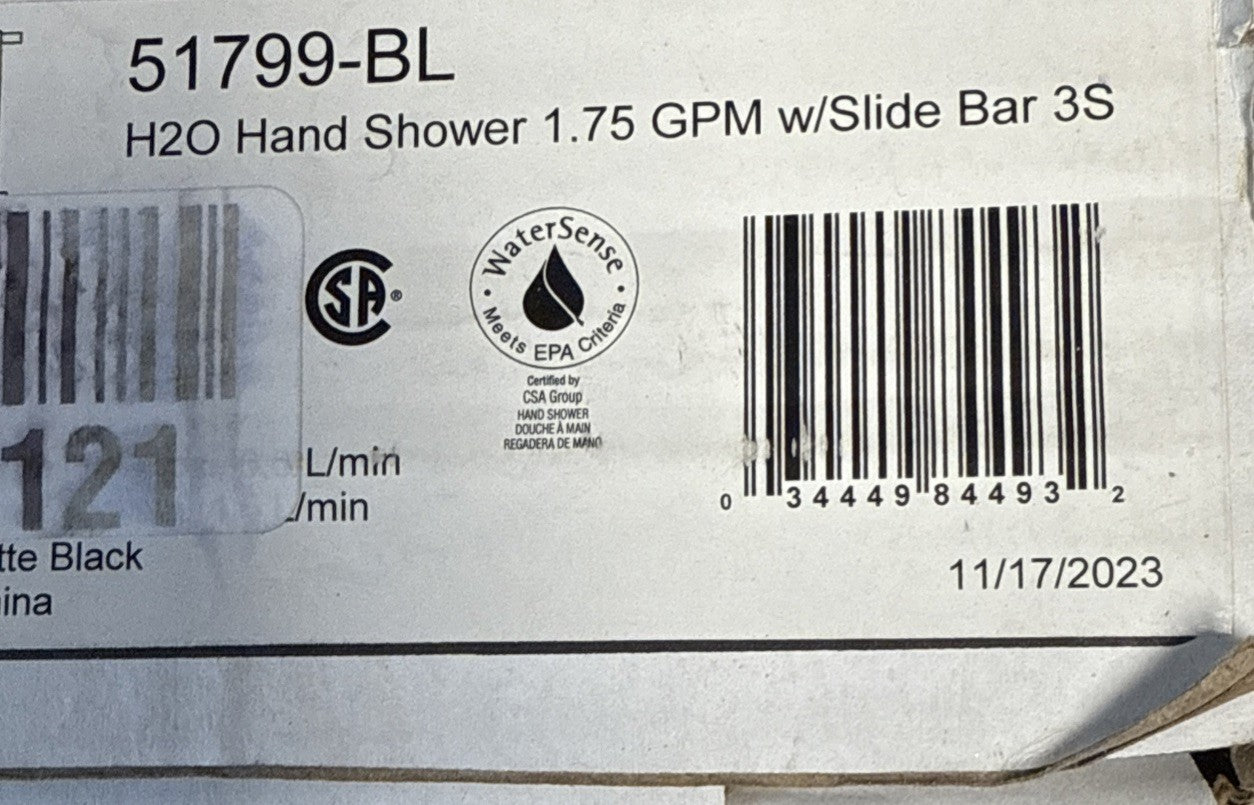 51799-BL
H2O Hand Shower 1.75 GPM w/Slide Bar 3S
121
L/min
/min
tte Black
ina
SA®
WaterSense
Meets EPA Criteria
Certified by
CSA Group
HAND SHOWER
DOUCHE À MAIN
REGADERA DE MANO
0 34449 84493 2
11/17/2023